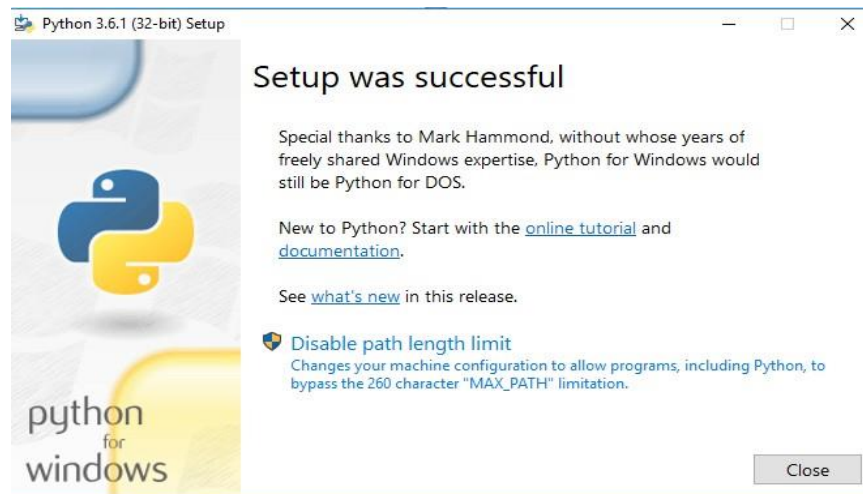 Python 3.6.1 (32-bit) Setup
Setup was successful
Special thanks to Mark Hammond, without whose years of
freely shared Windows expertise, Python for Windows would
still be Python for DOS.
New to Python? Start with the online tutorial and
documentation.
See what's new in this release.
Disable path length limit
Changes your machine configuration to allow programs, including Python, to
bypass the 260 character "MAX_PATH" limitation.
python
for
windows
Close